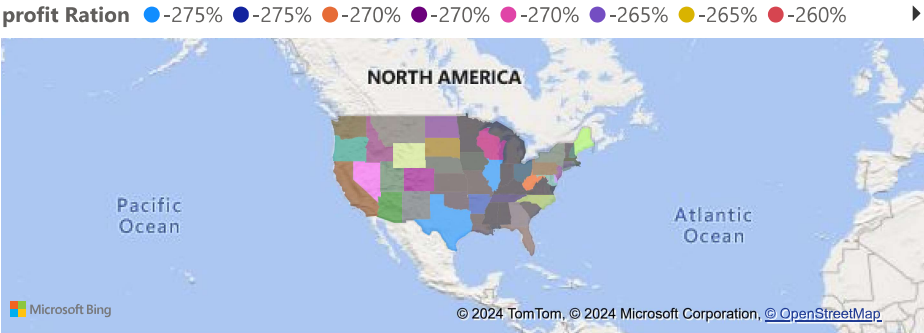 profit Ration -275% -275% -270% -270% -270% -265% -265% -260%
NORTH AMERICA
Pacific
Ocean
Atlantic
Ocean
Microsoft Bing
© 2024 TomTom, © 2024 Microsoft Corporation, © OpenStreetMap